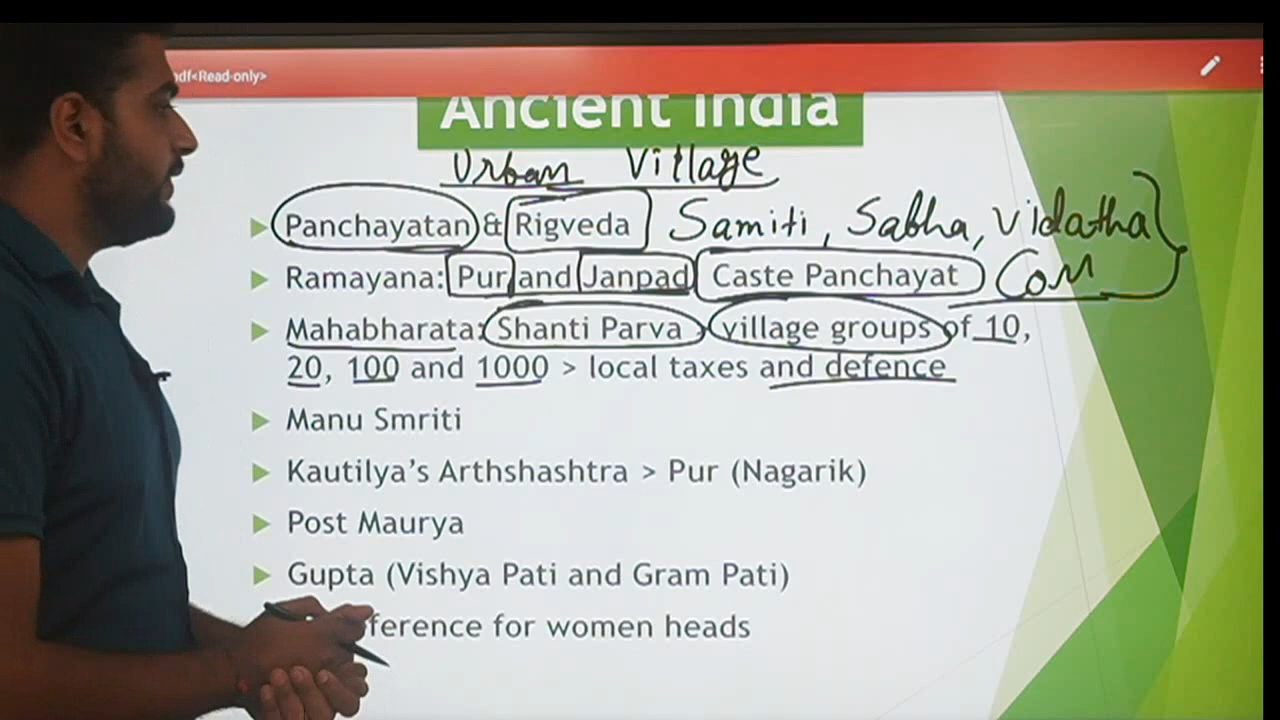 df<Read-only>
Ancient India
Urban Village
Panchayatan & Rigveda Samiti, Sabha, Vidatha
Ramayana: Pur and Janpad Caste Panchayat Com
Mahabharata: Shanti Parva > village groups of 10,
20, 100 and 1000 > local taxes and defence
Manu Smriti
Kautilya's Arthshashtra > Pur (Nagarik)
Post Maurya
Gupta (Vishya Pati and Gram Pati)
ference for women heads